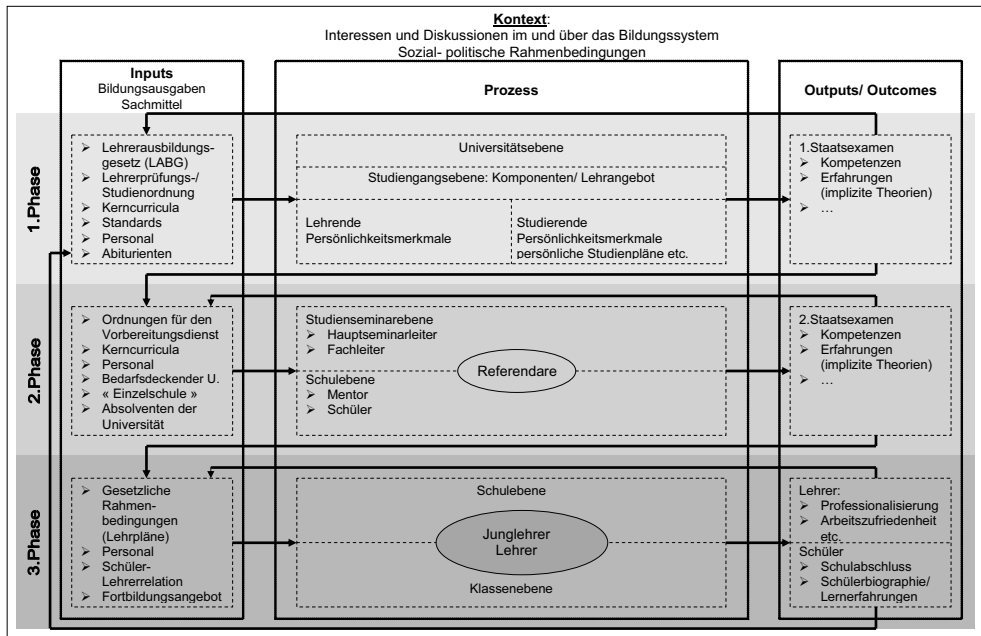 Kontext:
Interessen und Diskussionen im und über das Bildungssystem
Sozial- politische Rahmenbedingungen
Inputs
Bildungsausgaben
Sachmittel
Prozess
Outputs/ Outcomes
1.Phase
➢ Lehrerausbildungs-
gesetz (LABG)
➢ Lehrerprüfungs-/
Studienordnung
➢ Kerncurricula
➢ Standards
➢ Personal
➢ Abiturienten
Universitätsebene
Studiengangsebene: Komponenten/ Lehrangebot
Lehrende
Persönlichkeitsmerkmale
Studierende
Persönlichkeitsmerkmale
persönliche Studienpläne etc.
1.Staatsexamen
➢ Kompetenzen
➢ Erfahrungen
(implizite Theorien)
➢ …
2.Phase
➢ Ordnungen für den
Vorbereitungsdienst
➢ Kerncurricula
➢ Personal
➢ Bedarfsdeckender U.
➢ « Einzelschule »
➢ Absolventen der
Universität
Studienseminarebene
➢ Hauptseminarleiter
➢ Fachleiter
Referendare
Schulebene
➢ Mentor
➢ Schüler
2.Staatsexamen
➢ Kompetenzen
➢ Erfahrungen
(implizite Theorien)
➢ …
3.Phase
➢ Gesetzliche
Rahmen-
bedingungen
(Lehrpläne)
➢ Personal
➢ Schüler-
Lehrerrelation
➢ Fortbildungsangebot
Schulebene
Junglehrer
Lehrer
Klassenebene
Lehrer:
➢ Professionalisierung
➢ Arbeitszufriedenheit
etc.
Schüler
➢ Schulabschluss
➢ Schülerbiographie/
Lernerfahrungen